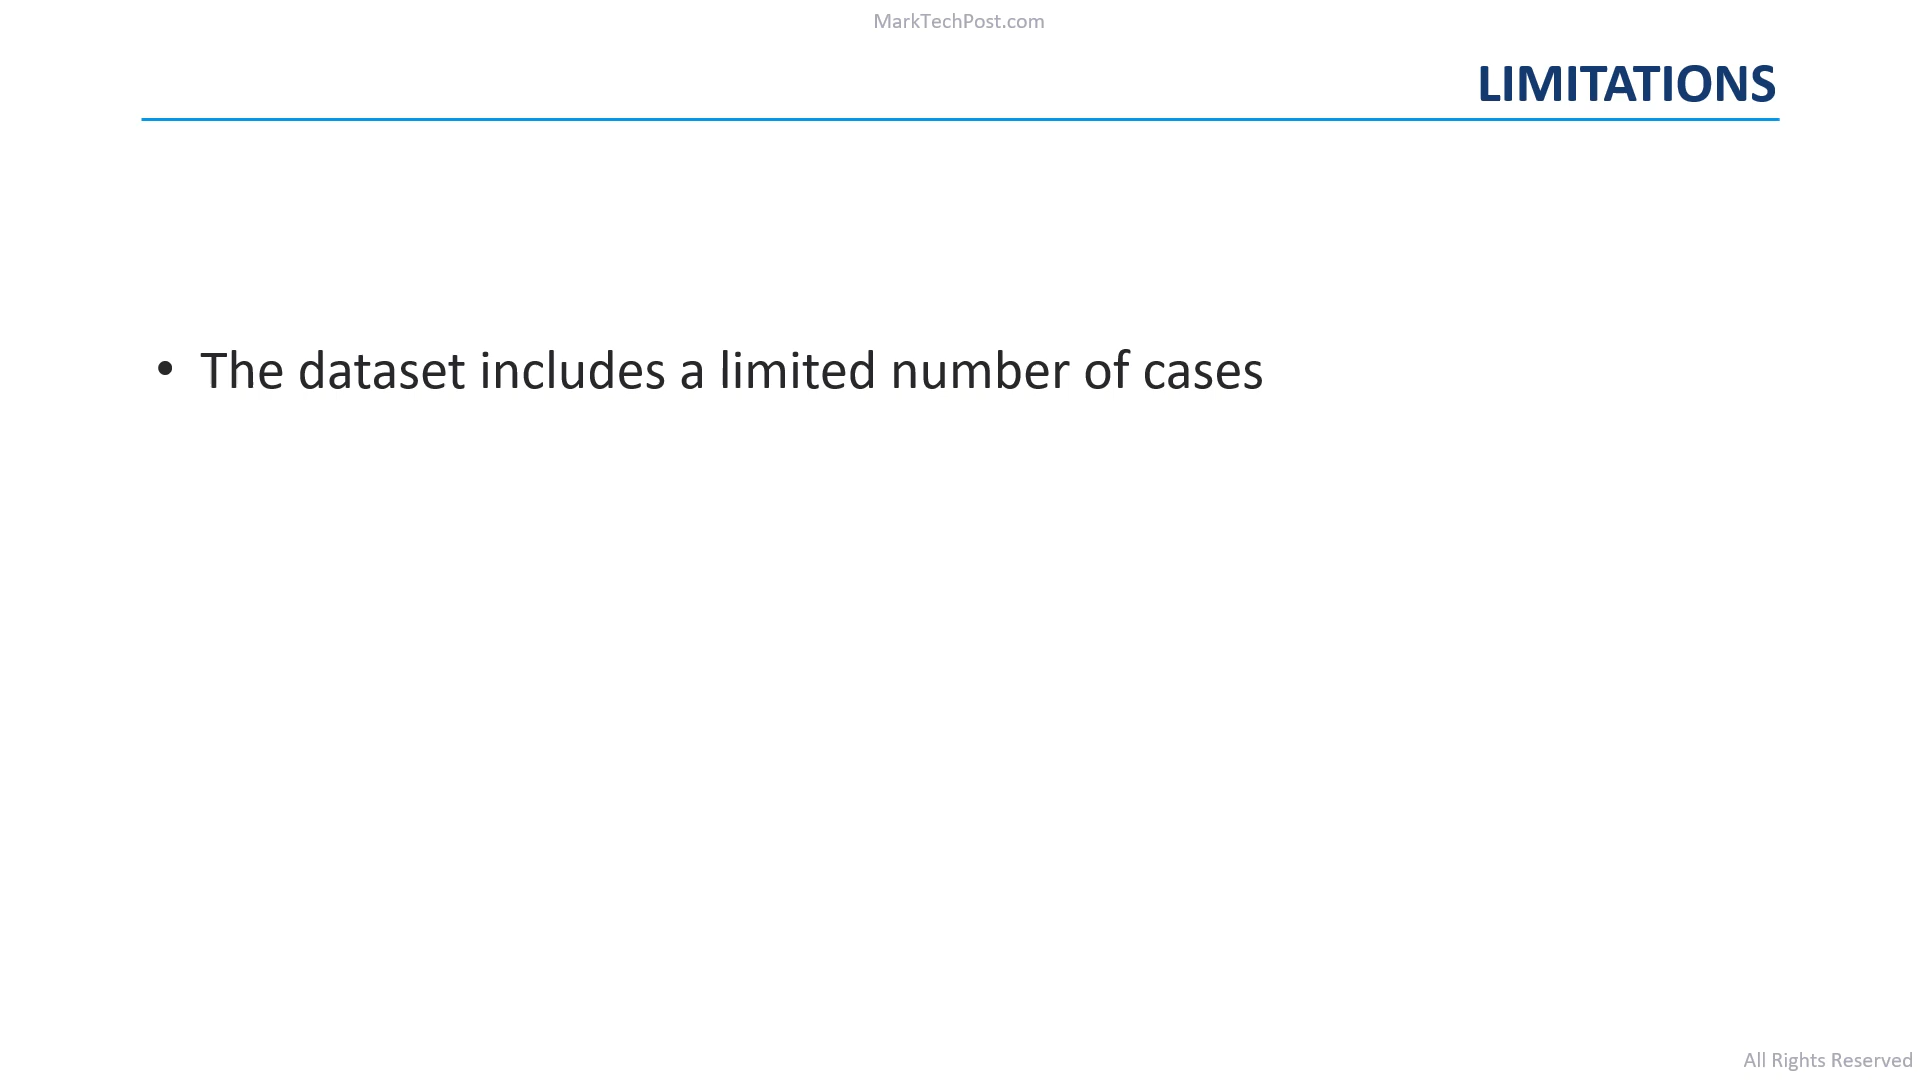 MarkTechPost.com
LIMITATIONS
• The dataset includes a limited number of cases
All Rights Reserved